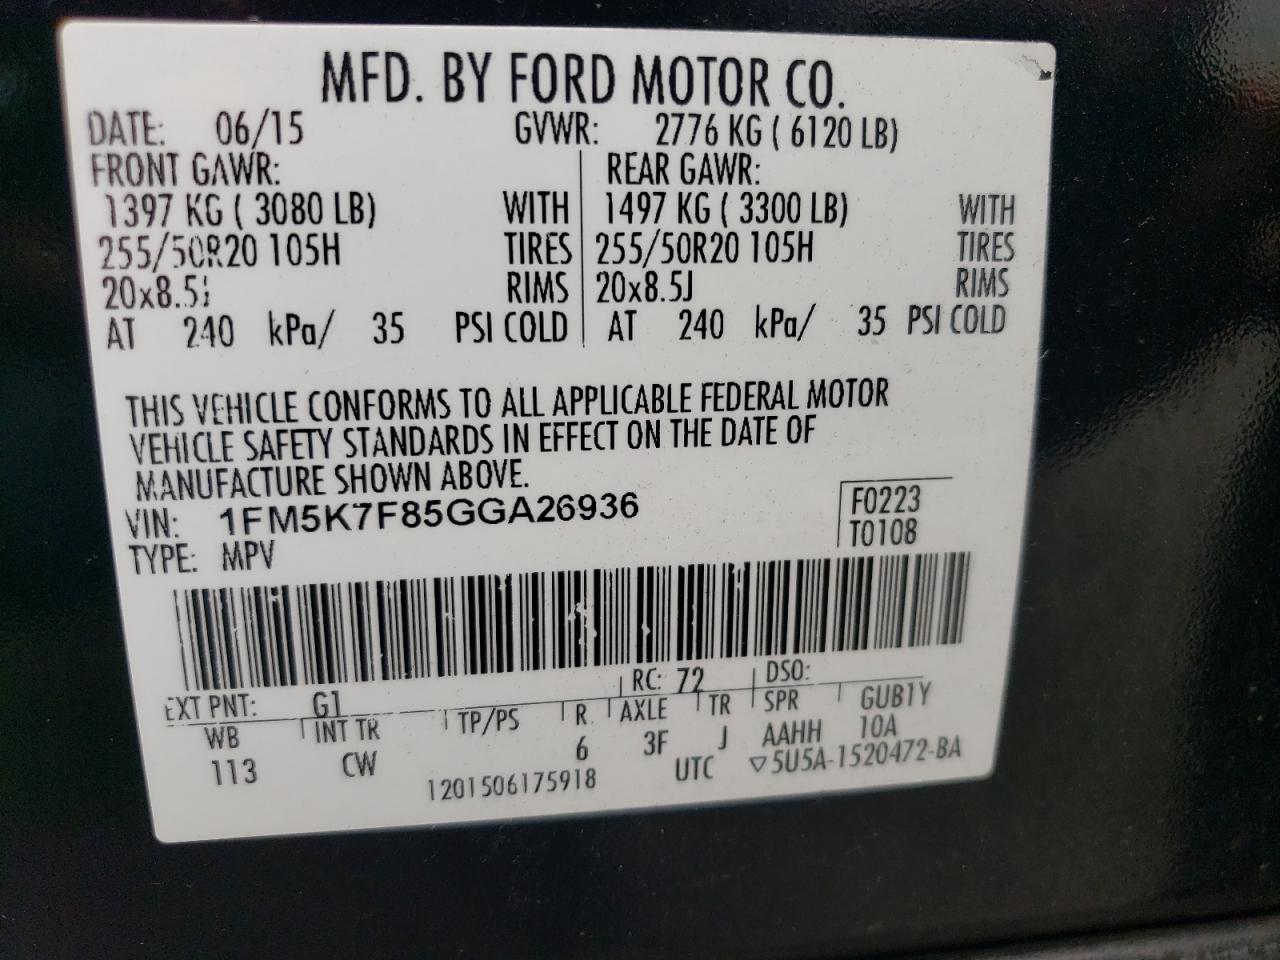 MFD. BY FORD MOTOR CO.
DATE: 06/15 GVWR: 2776 KG ( 6120 LB)
FRONT GAWR: REAR GAWR:
1397 KG ( 3080 LB) WITH 1497 KG ( 3300 LB) WITH
255/50R20 105H TIRES 255/50R20 105H TIRES
20x8.5J RIMS 20x8.5J RIMS
AT 240 kPa/ 35 PSI COLD AT 240 kPa/ 35 PSI COLD
THIS VEHICLE CONFORMS TO ALL APPLICABLE FEDERAL MOTOR
VEHICLE SAFETY STANDARDS IN EFFECT ON THE DATE OF
MANUFACTURE SHOWN ABOVE.
VIN: 1FM5K7F85GGA26936 F0223
TYPE: MPV T0108
EXT PNT: G1 RC: 72 DSO:
WB INT TR TP/PS R AXLE TR SPR GUB1Y
113 CW 6 3F J AAHH 10A
1201506175918 UTC ▽5U5A-1520472-BA